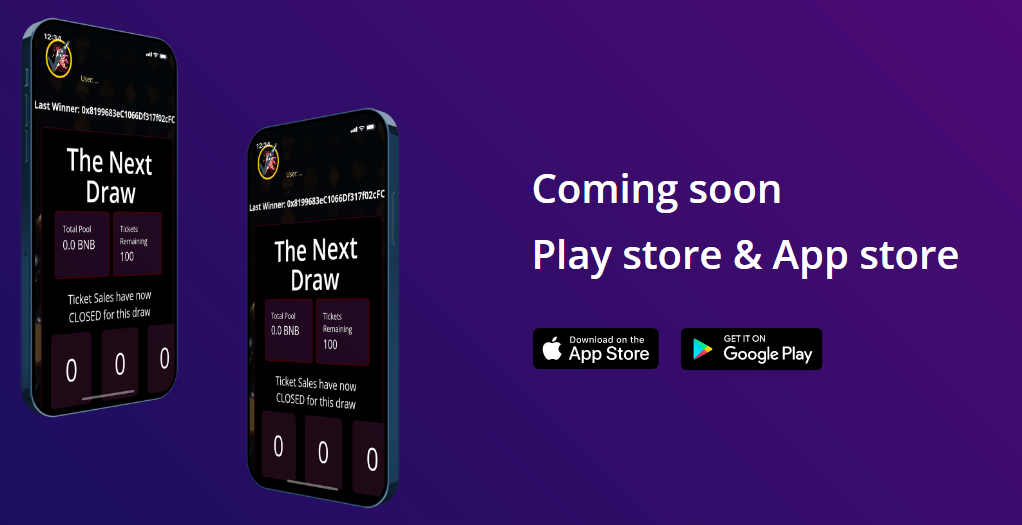 12:34
User: ...
Last Winner: 0x8199683eC1066Df317f02cFC
The Next
Draw
Total Pool
0.0 BNB
Tickets
Remaining
100
Ticket Sales have now
CLOSED for this draw
0
0
0
12:34
User: ...
Last Winner: 0x8199683eC1066Df317f02cFC
The Next
Draw
Total Pool
0.0 BNB
Tickets
Remaining
100
Ticket Sales have now
CLOSED for this draw
0
0
0
Coming soon
Play store & App store
Download on the
App Store
GET IT ON
Google Play